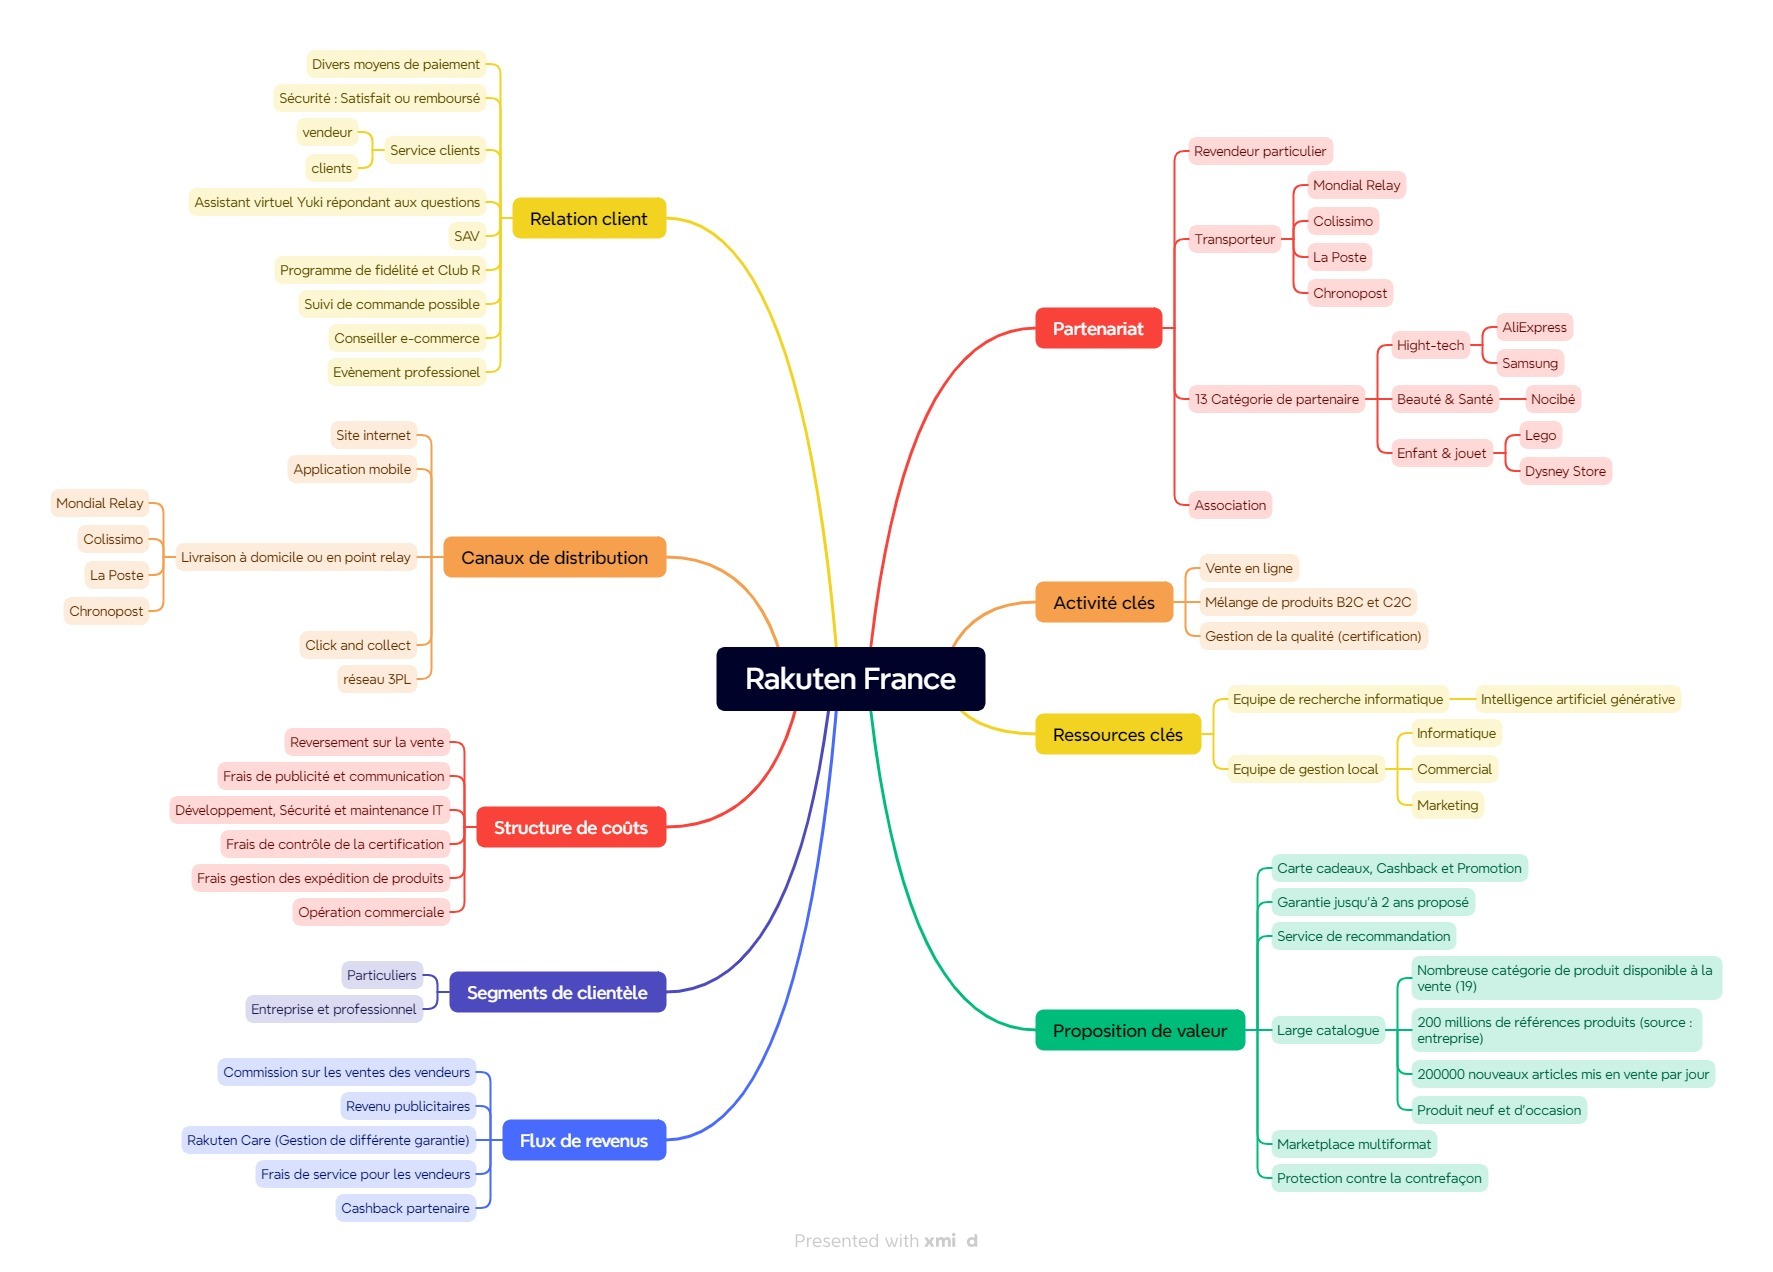 Rakuten France
Relation client
Divers moyens de paiement
Sécurité : Satisfait ou remboursé
Service clients
vendeur
clients
Assistant virtuel Yuki répondant aux questions
SAV
Programme de fidélité et Club R
Suivi de commande possible
Conseiller e-commerce
Evènement professionel
Canaux de distribution
Site internet
Application mobile
Livraison à domicile ou en point relay
Mondial Relay
Colissimo
La Poste
Chronopost
Click and collect
réseau 3PL
Structure de coûts
Reversement sur la vente
Frais de publicité et communication
Développement, Sécurité et maintenance IT
Frais de contrôle de la certification
Frais gestion des expédition de produits
Opération commerciale
Segments de clientèle
Particuliers
Entreprise et professionnel
Flux de revenus
Commission sur les ventes des vendeurs
Revenu publicitaires
Rakuten Care (Gestion de différente garantie)
Frais de service pour les vendeurs
Cashback partenaire
Partenariat
Revendeur particulier
Transporteur
Mondial Relay
Colissimo
La Poste
Chronopost
13 Catégorie de partenaire
Hight-tech
AliExpress
Samsung
Beauté & Santé
Nocibé
Enfant & jouet
Lego
Dysney Store
Association
Activité clés
Vente en ligne
Mélange de produits B2C et C2C
Gestion de la qualité (certification)
Ressources clés
Equipe de recherche informatique
Intelligence artificiel générative
Equipe de gestion local
Informatique
Commercial
Marketing
Proposition de valeur
Carte cadeaux, Cashback et Promotion
Garantie jusqu'à 2 ans proposé
Service de recommandation
Large catalogue
Nombreuse catégorie de produit disponible à la
vente (19)
200 millions de références produits (source :
entreprise)
200000 nouveaux articles mis en vente par jour
Produit neuf et d'occasion
Marketplace multiformat
Protection contre la contrefaçon
Presented with xmi d